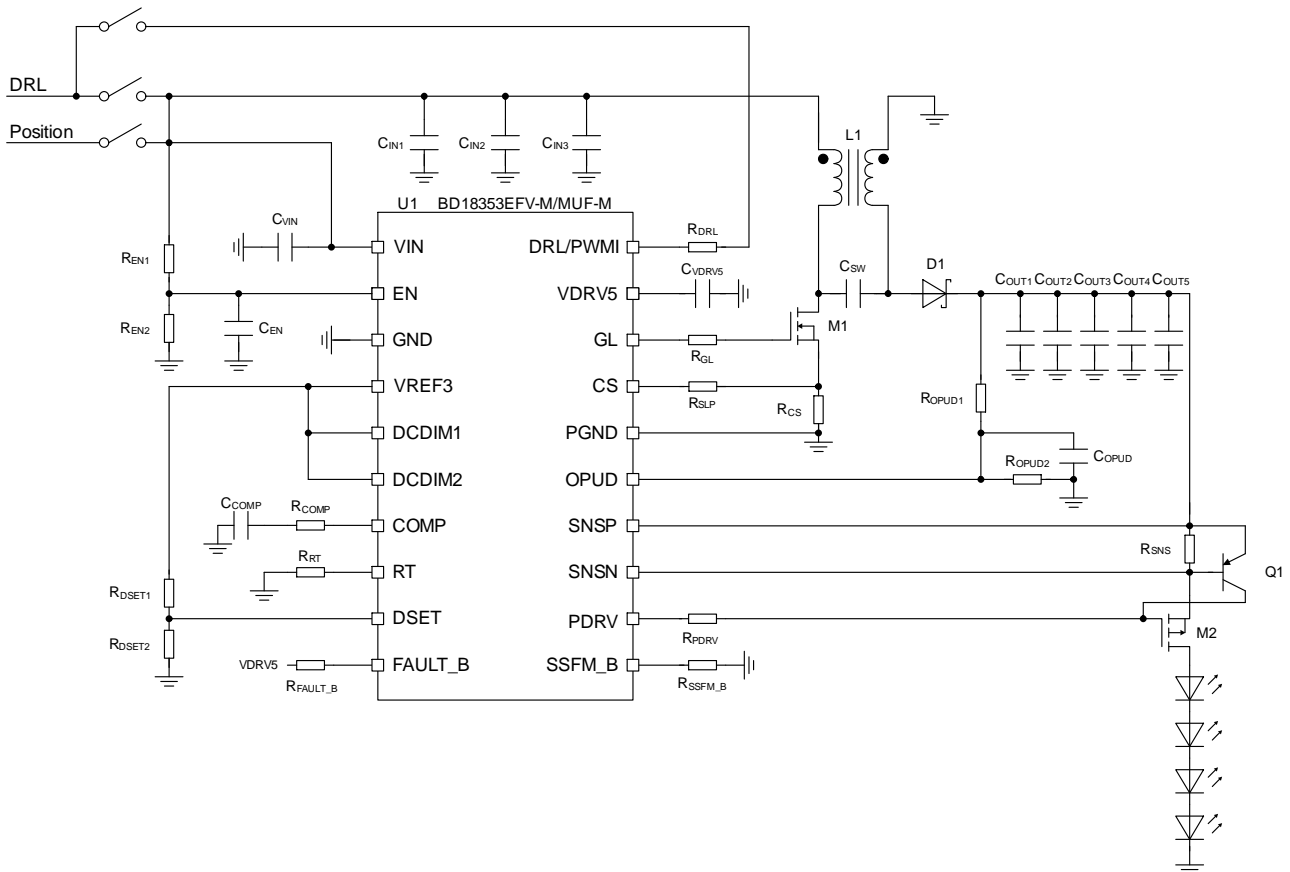 DRL
Position
CIN1
CIN2
CIN3
L1
U1 BD18353EFV-M/MUF-M
CVIN
VIN
DRL/PWMI
RDRL
REN1
EN
VDRV5
CVDRV5
CSW
D1
COUT1 COUT2 COUT3 COUT4 COUT5
REN2
CEN
GND
GL
RGL
M1
VREF3
CS
RSLP
RCS
ROPUD1
DCDIM1
PGND
DCDIM2
OPUD
ROPUD2
COPUD
CCOMP
RCOMP
COMP
SNSP
RSNS
RRT
RT
SNSN
Q1
RDSET1
DSET
PDRV
RPDRV
M2
RDSET2
VDRV5
RFAULT_B
FAULT_B
SSFM_B
RSSFM_B